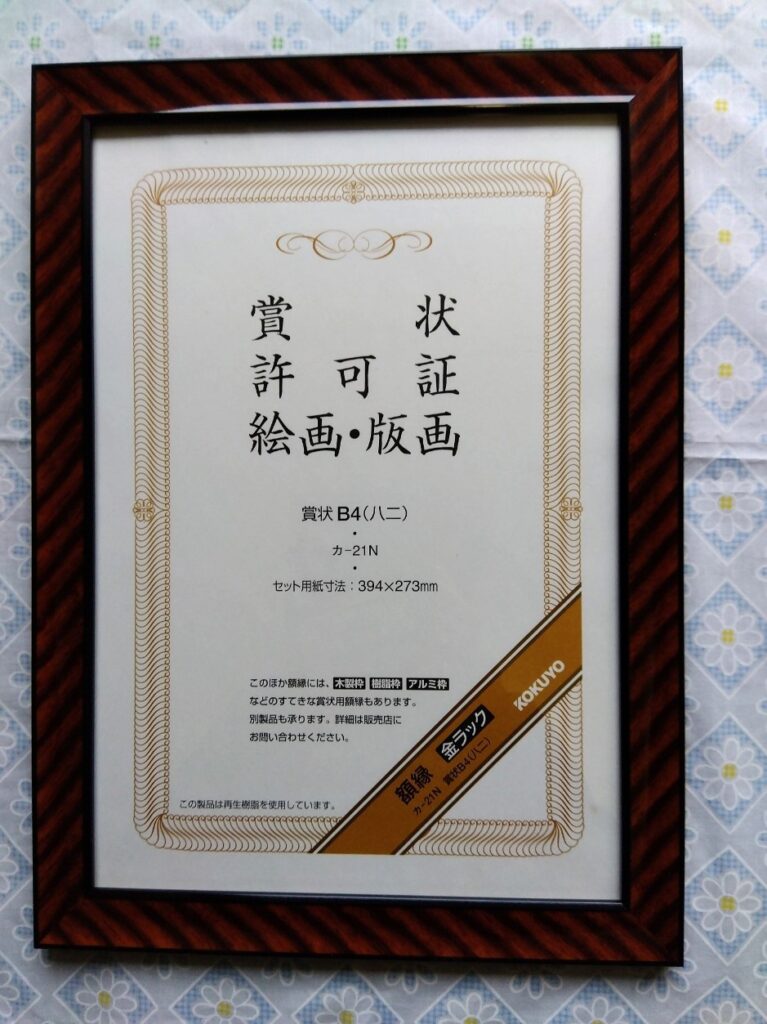 賞状
許可証
絵画・版画
賞状 B4(八二)
・
カ-21N
・
セット用紙寸法：394×273mm
このほか額縁には、木製枠 樹脂枠 アルミ枠
などのすてきな賞状用額縁もあります。
別製品も承ります。詳細は販売店に
お問い合わせください。
この製品は再生樹脂を使用しています。
額縁 金ラック KOKUYO
カ-21N 賞状B4(八二)